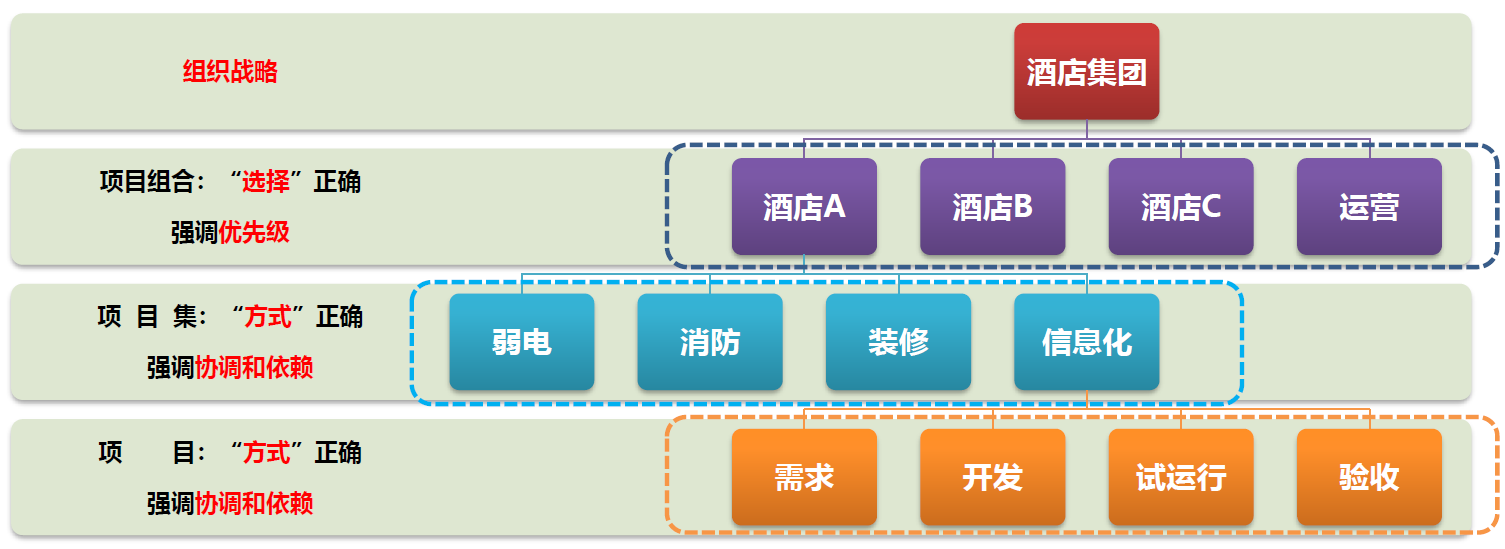 组织战略
酒店集团
项目组合：“选择”正确
强调优先级
酒店A
酒店B
酒店C
运营
项 目 集：“方式”正确
强调协调和依赖
弱电
消防
装修
信息化
项 目：“方式”正确
强调协调和依赖
需求
开发
试运行
验收